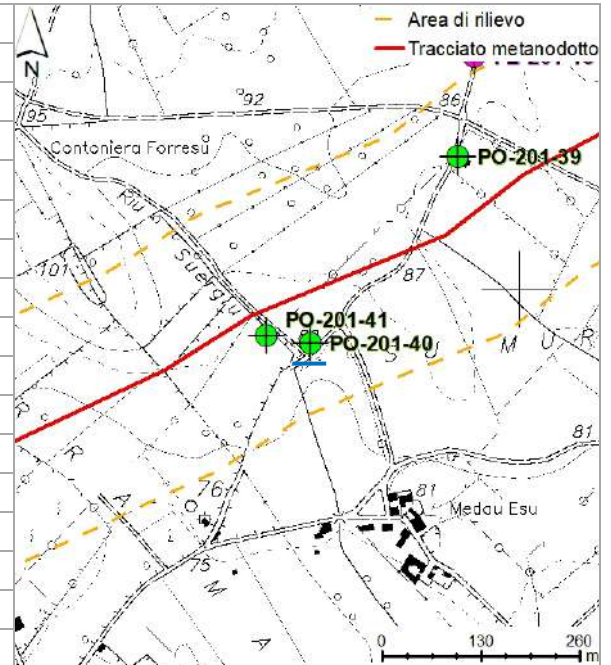 Area di rilievo
Tracciato metanodotto
N
92
86
95
Cantoniera Forresu
PO-201-39
Riu Suergiu
101
87
PO-201-41
PO-201-40
S U M U R
R
81
A
76
81
Medau Esu
75
M
A
0 130 260
m